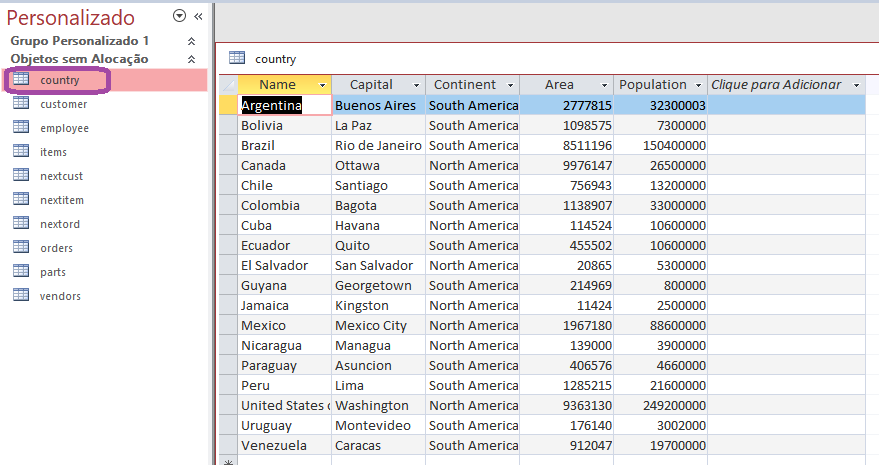 Personalizado
Grupo Personalizado 1
Objetos sem Alocação
country
customer
employee
items
nextcust
nextitem
nextord
orders
parts
vendors
country
Name Capital Continent Area Population Clique para Adicionar
Argentina Buenos Aires South America 2777815 32300003
Bolivia La Paz South America 1098575 7300000
Brazil Rio de Janeiro South America 8511196 150400000
Canada Ottawa North America 9976147 26500000
Chile Santiago South America 756943 13200000
Colombia Bagota South America 1138907 33000000
Cuba Havana North America 114524 10600000
Ecuador Quito South America 455502 10600000
El Salvador San Salvador North America 20865 5300000
Guyana Georgetown South America 214969 800000
Jamaica Kingston North America 11424 2500000
Mexico Mexico City North America 1967180 88600000
Nicaragua Managua North America 139000 3900000
Paraguay Asuncion South America 406576 4660000
Peru Lima South America 1285215 21600000
United States Washington North America 9363130 249200000
Uruguay Montevideo South America 176140 3002000
Venezuela Caracas South America 912047 19700000